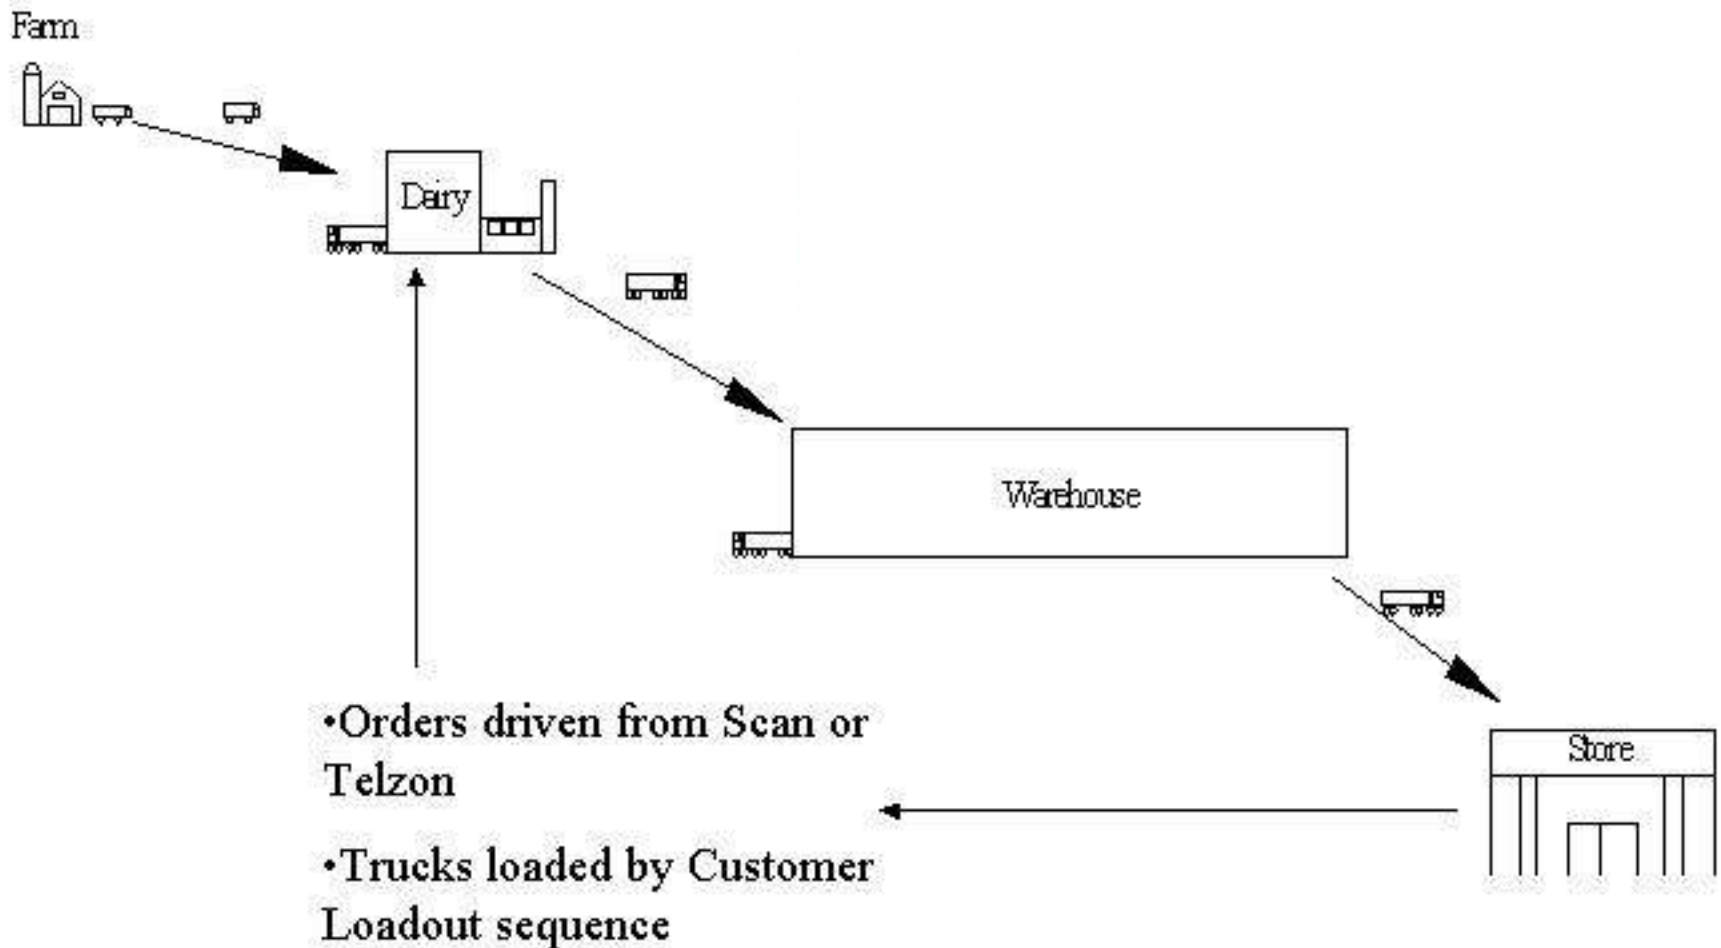 Farm
Dairy
Warehouse
Store
•Orders driven from Scan or
Telzon
•Trucks loaded by Customer
Loadout sequence